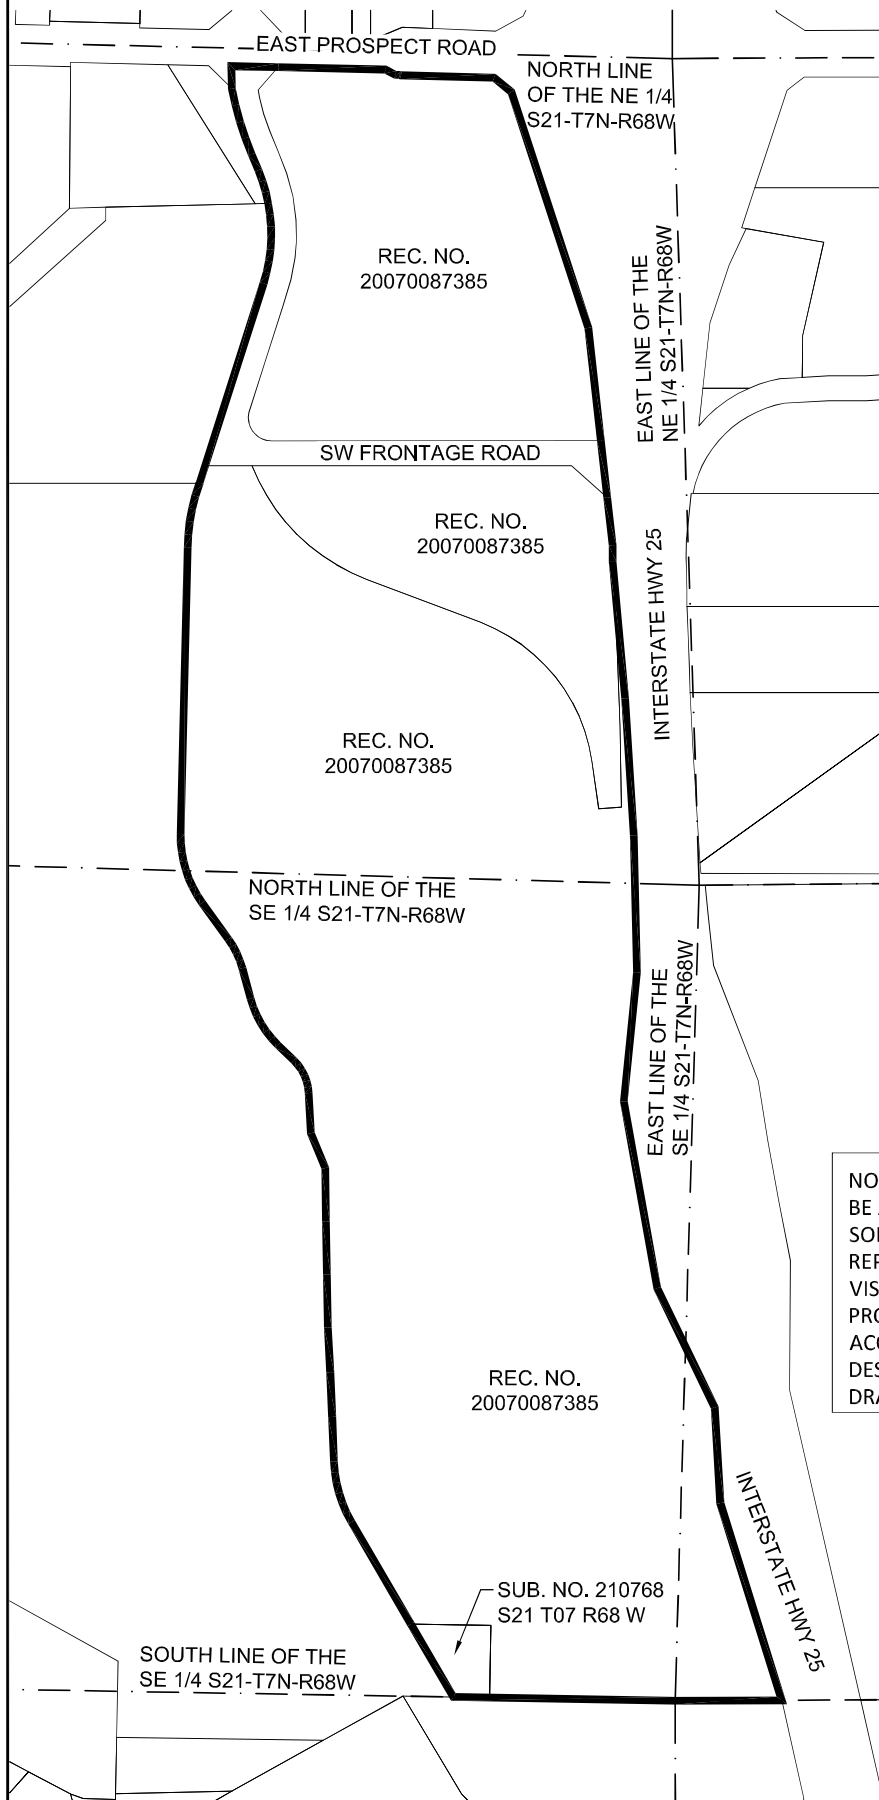 EAST PROSPECT ROAD
NORTH LINE
OF THE NE 1/4
S21-T7N-R68W
REC. NO.
20070087385
EAST LINE OF THE
NE 1/4 S21-T7N-R68W
SW FRONTAGE ROAD
REC. NO.
20070087385
INTERSTATE HWY 25
REC. NO.
20070087385
NORTH LINE OF THE
SE 1/4 S21-T7N-R68W
EAST LINE OF THE
SE 1/4 S21-T7N-R68W
REC. NO.
20070087385
INTERSTATE HWY 25
SUB. NO. 210768
S21 T07 R68 W
SOUTH LINE OF THE
SE 1/4 S21-T7N-R68W
BE